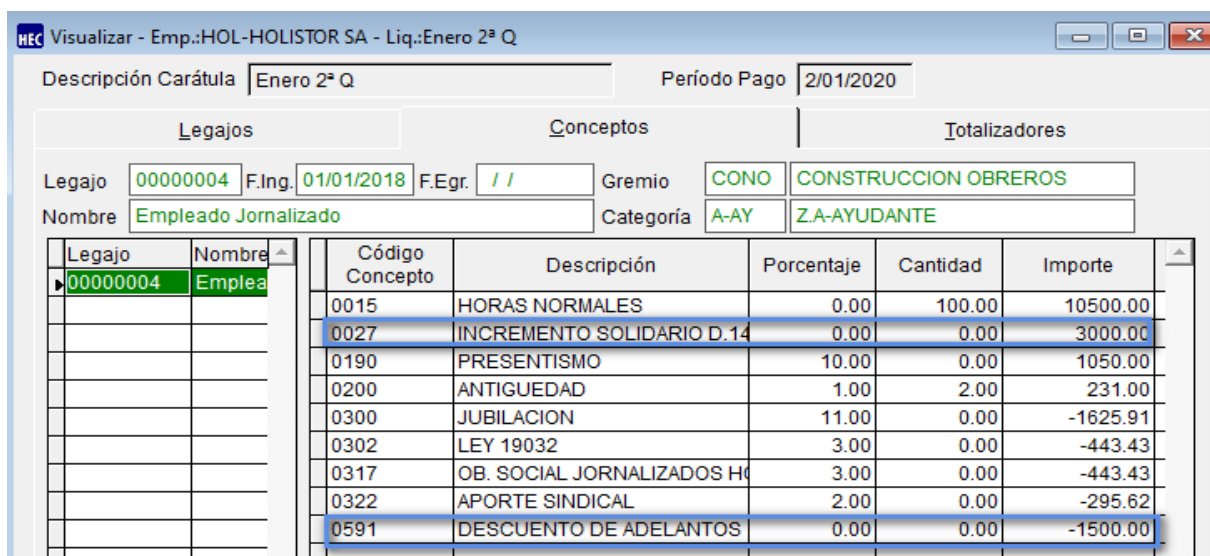 HEC Visualizar - Emp.:HOL-HOLISTOR SA - Liq.:Enero 2ª Q
Descripción Carátula Enero 2ª Q Período Pago 2/01/2020
Legajos Conceptos Totalizadores
Legajo 00000004 F.Ing. 01/01/2018 F.Egr. / / Gremio CONO CONSTRUCCION OBREROS
Nombre Empleado Jornalizado Categoría A-AY Z.A-AYUDANTE
Legajo Nombre Código Concepto Descripción Porcentaje Cantidad Importe
00000004 Emplea
0015 HORAS NORMALES 0.00 100.00 10500.00
0027 INCREMENTO SOLIDARIO D.14 0.00 0.00 3000.00
0190 PRESENTISMO 10.00 0.00 1050.00
0200 ANTIGUEDAD 1.00 2.00 231.00
0300 JUBILACION 11.00 0.00 -1625.91
0302 LEY 19032 3.00 0.00 -443.43
0317 OB. SOCIAL JORNALIZADOS HO 3.00 0.00 -443.43
0322 APORTE SINDICAL 2.00 0.00 -295.62
0591 DESCUENTO DE ADELANTOS 0.00 0.00 -1500.00